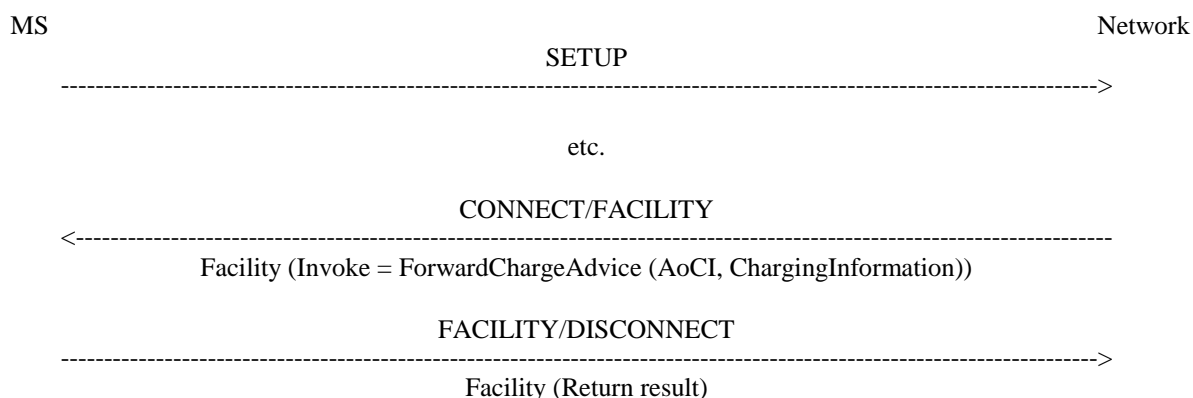 MS Network
SETUP
------------------------------------------------------------------------------------------------------------------------>
etc.
CONNECT/FACILITY
<------------------------------------------------------------------------------------------------------------------------
Facility (Invoke = ForwardChargeAdvice (AoCI, ChargingInformation))
FACILITY/DISCONNECT
------------------------------------------------------------------------------------------------------------------------>
Facility (Return result)